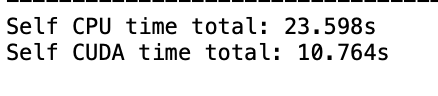 Self CPU time total: 23.598s
Self CUDA time total: 10.764s